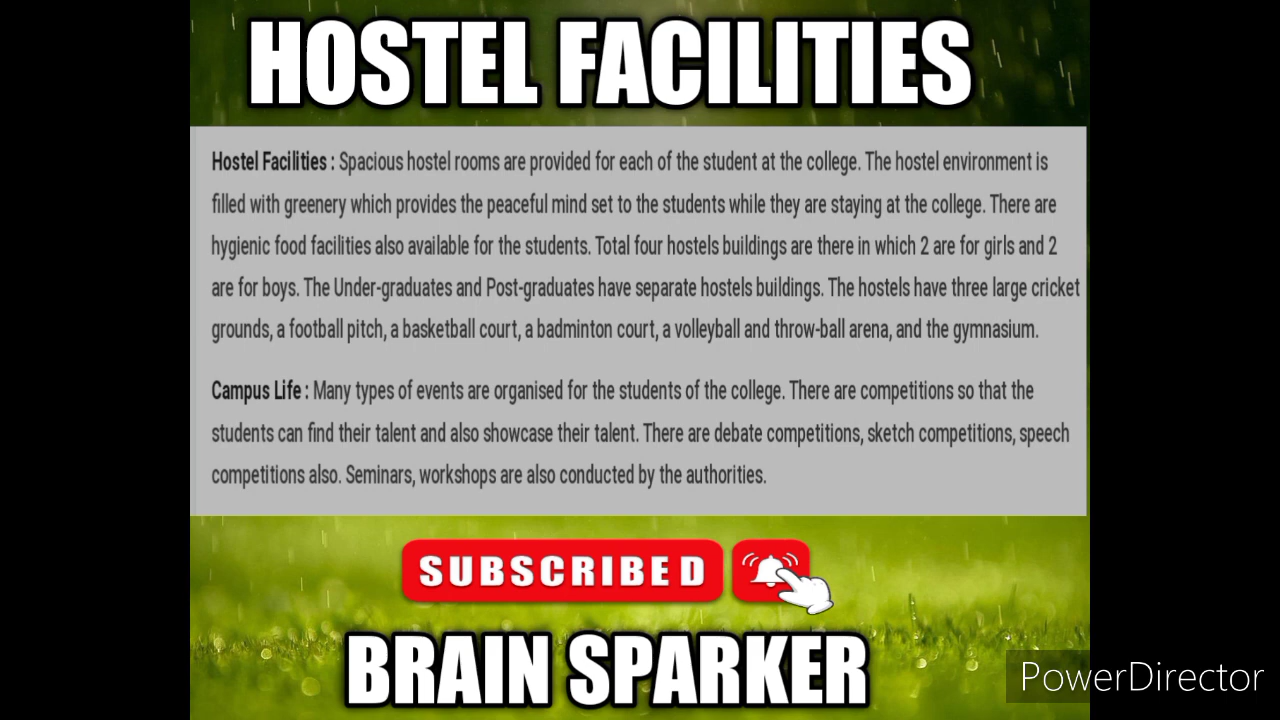 HOSTEL FACILITIES
Hostel Facilities : Spacious hostel rooms are provided for each of the student at the college. The hostel environment is
filled with greenery which provides the peaceful mind set to the students while they are staying at the college. There are
hygienic food facilities also available for the students. Total four hostels buildings are there in which 2 are for girls and 2
are for boys. The Under-graduates and Post-graduates have separate hostels buildings. The hostels have three large cricket
grounds, a football pitch, a basketball court, a badminton court, a volleyball and throw-ball arena, and the gymnasium.
Campus Life : Many types of events are organised for the students of the college. There are competitions so that the
students can find their talent and also showcase their talent. There are debate competitions, sketch competitions, speech
competitions also. Seminars, workshops are also conducted by the authorities.
SUBSCRIBED
BRAIN SPARKER
PowerDirector